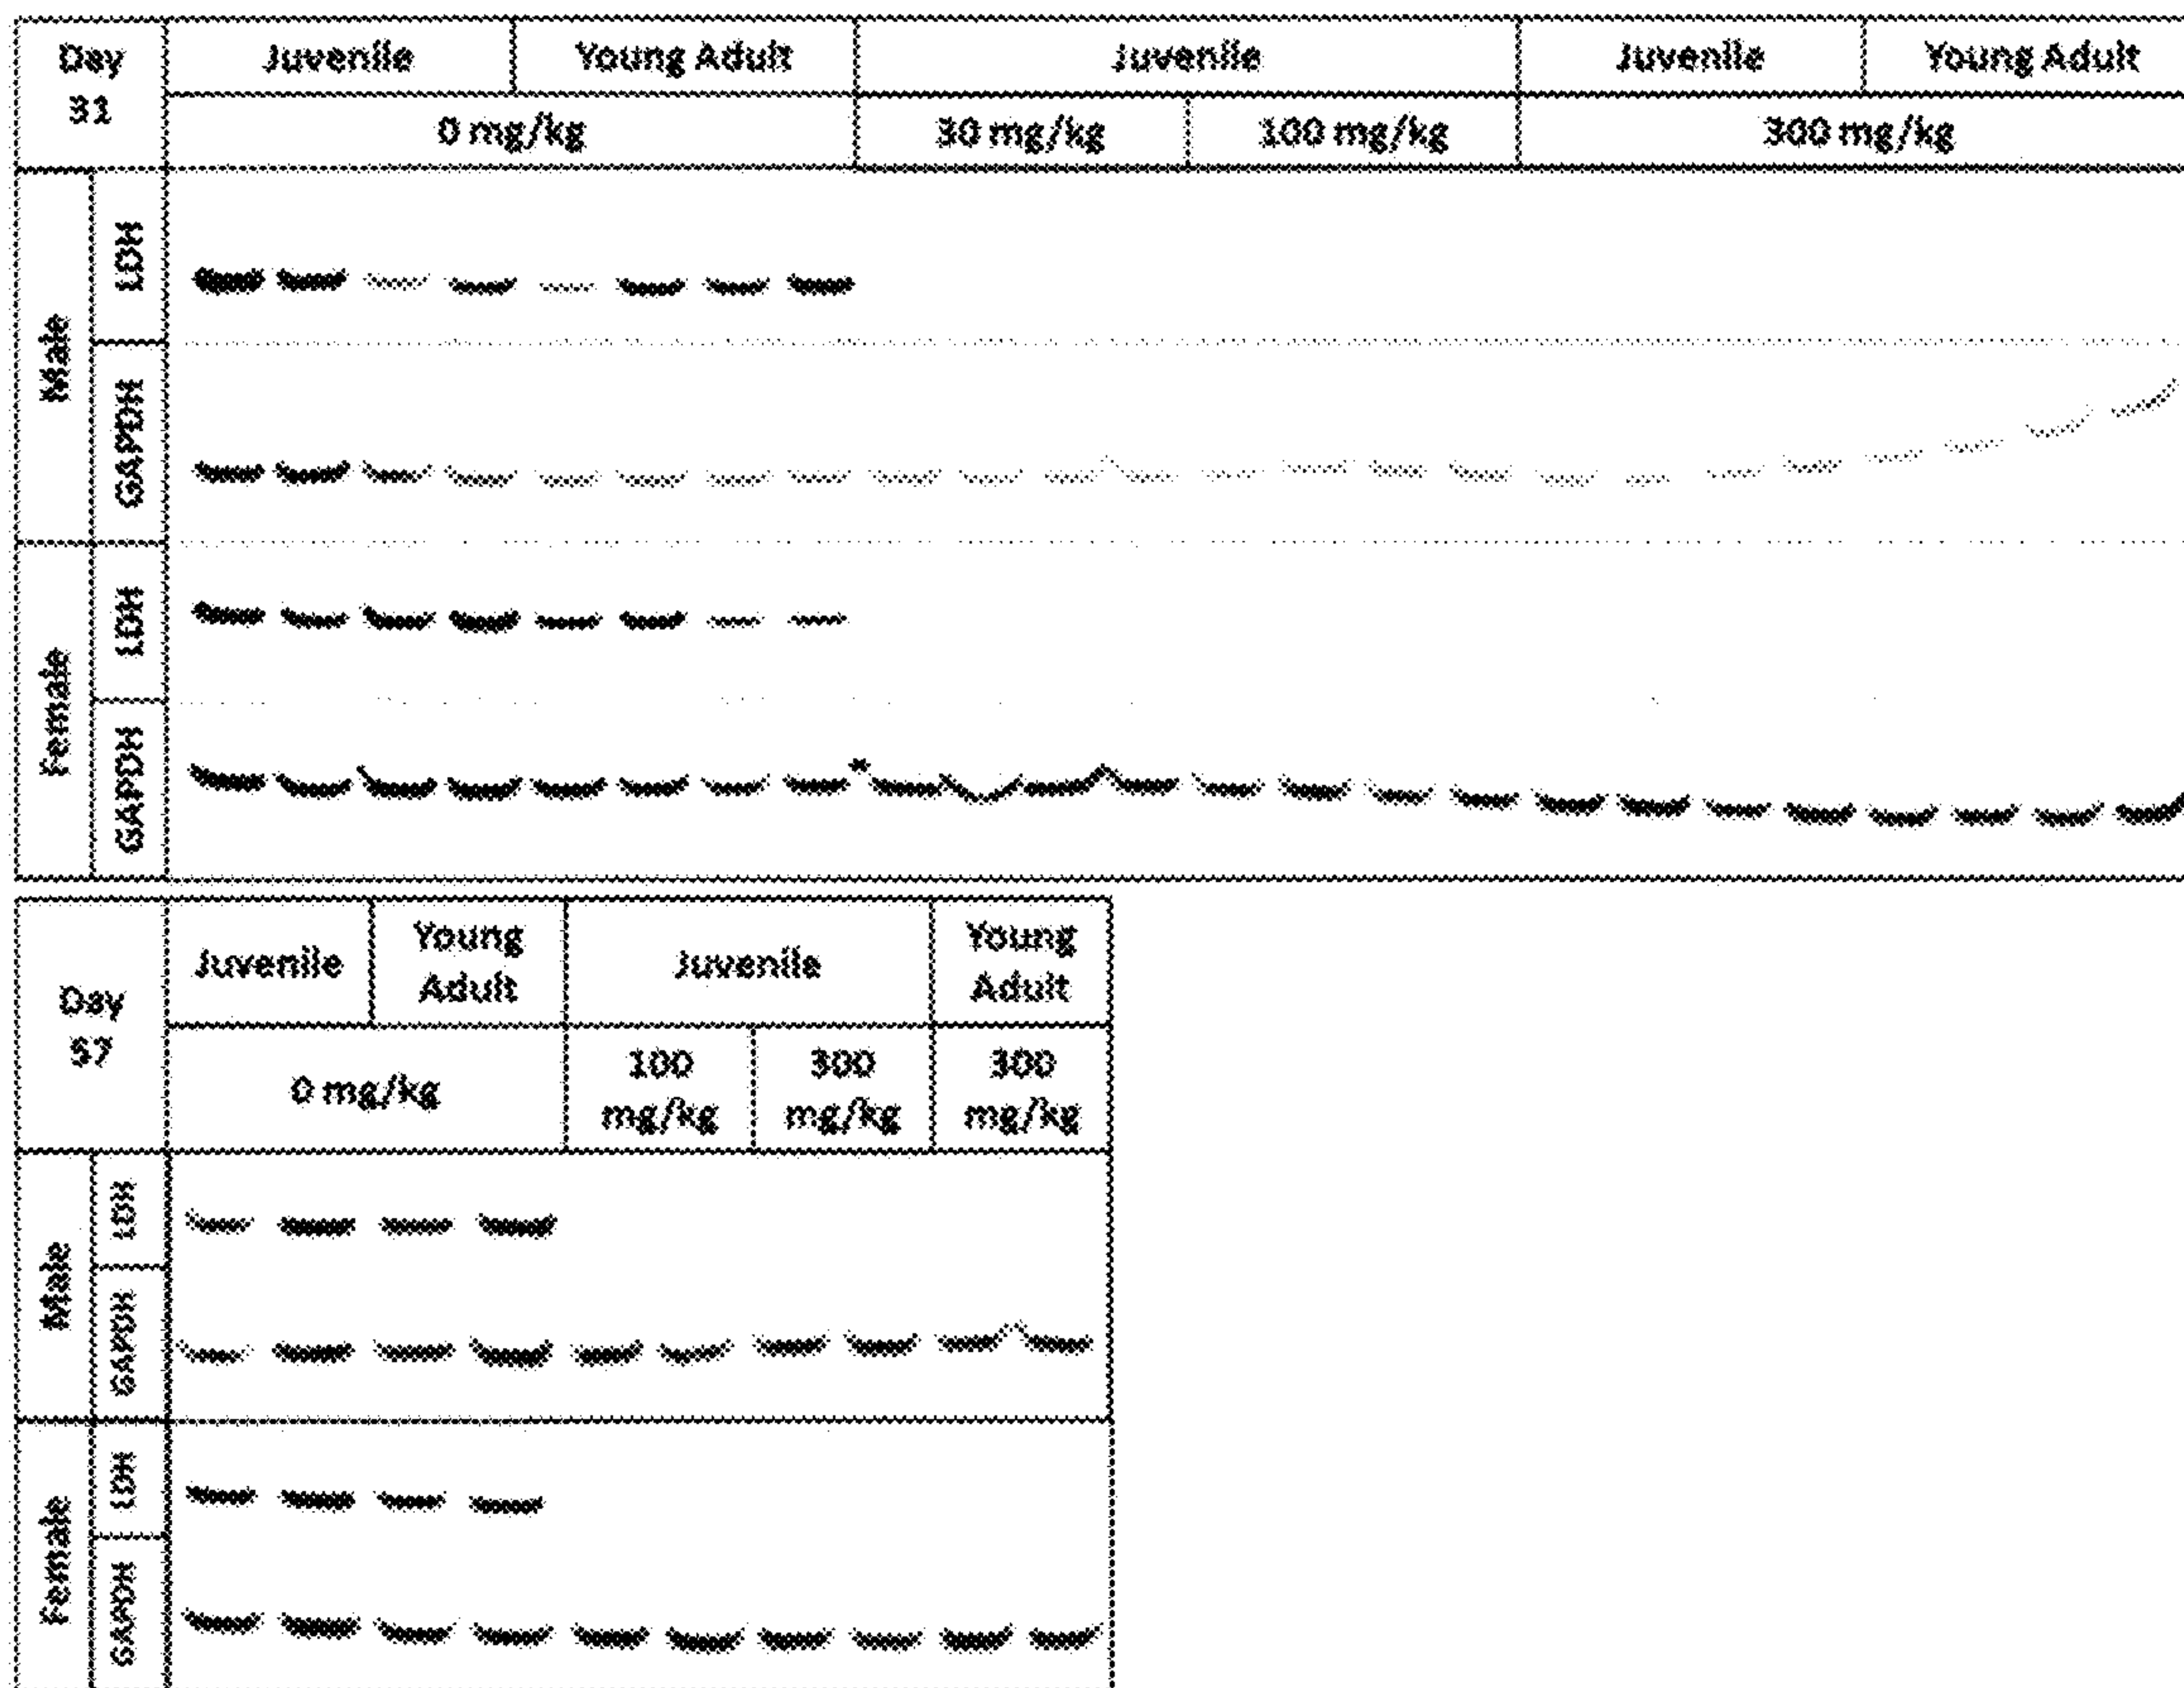 Day
31
Juvenile
Young Adult
Juvenile
Juvenile
Young Adult
0 mg/kg
30 mg/kg
100 mg/kg
300 mg/kg
Male
LDH
GAPDH
Female
LDH
GAPDH
Day
57
Juvenile
Young
Adult
Juvenile
Young
Adult
0 mg/kg
100
mg/kg
300
mg/kg
300
mg/kg
Male
LDH
GAPDH
Female
LDH
GAPDH